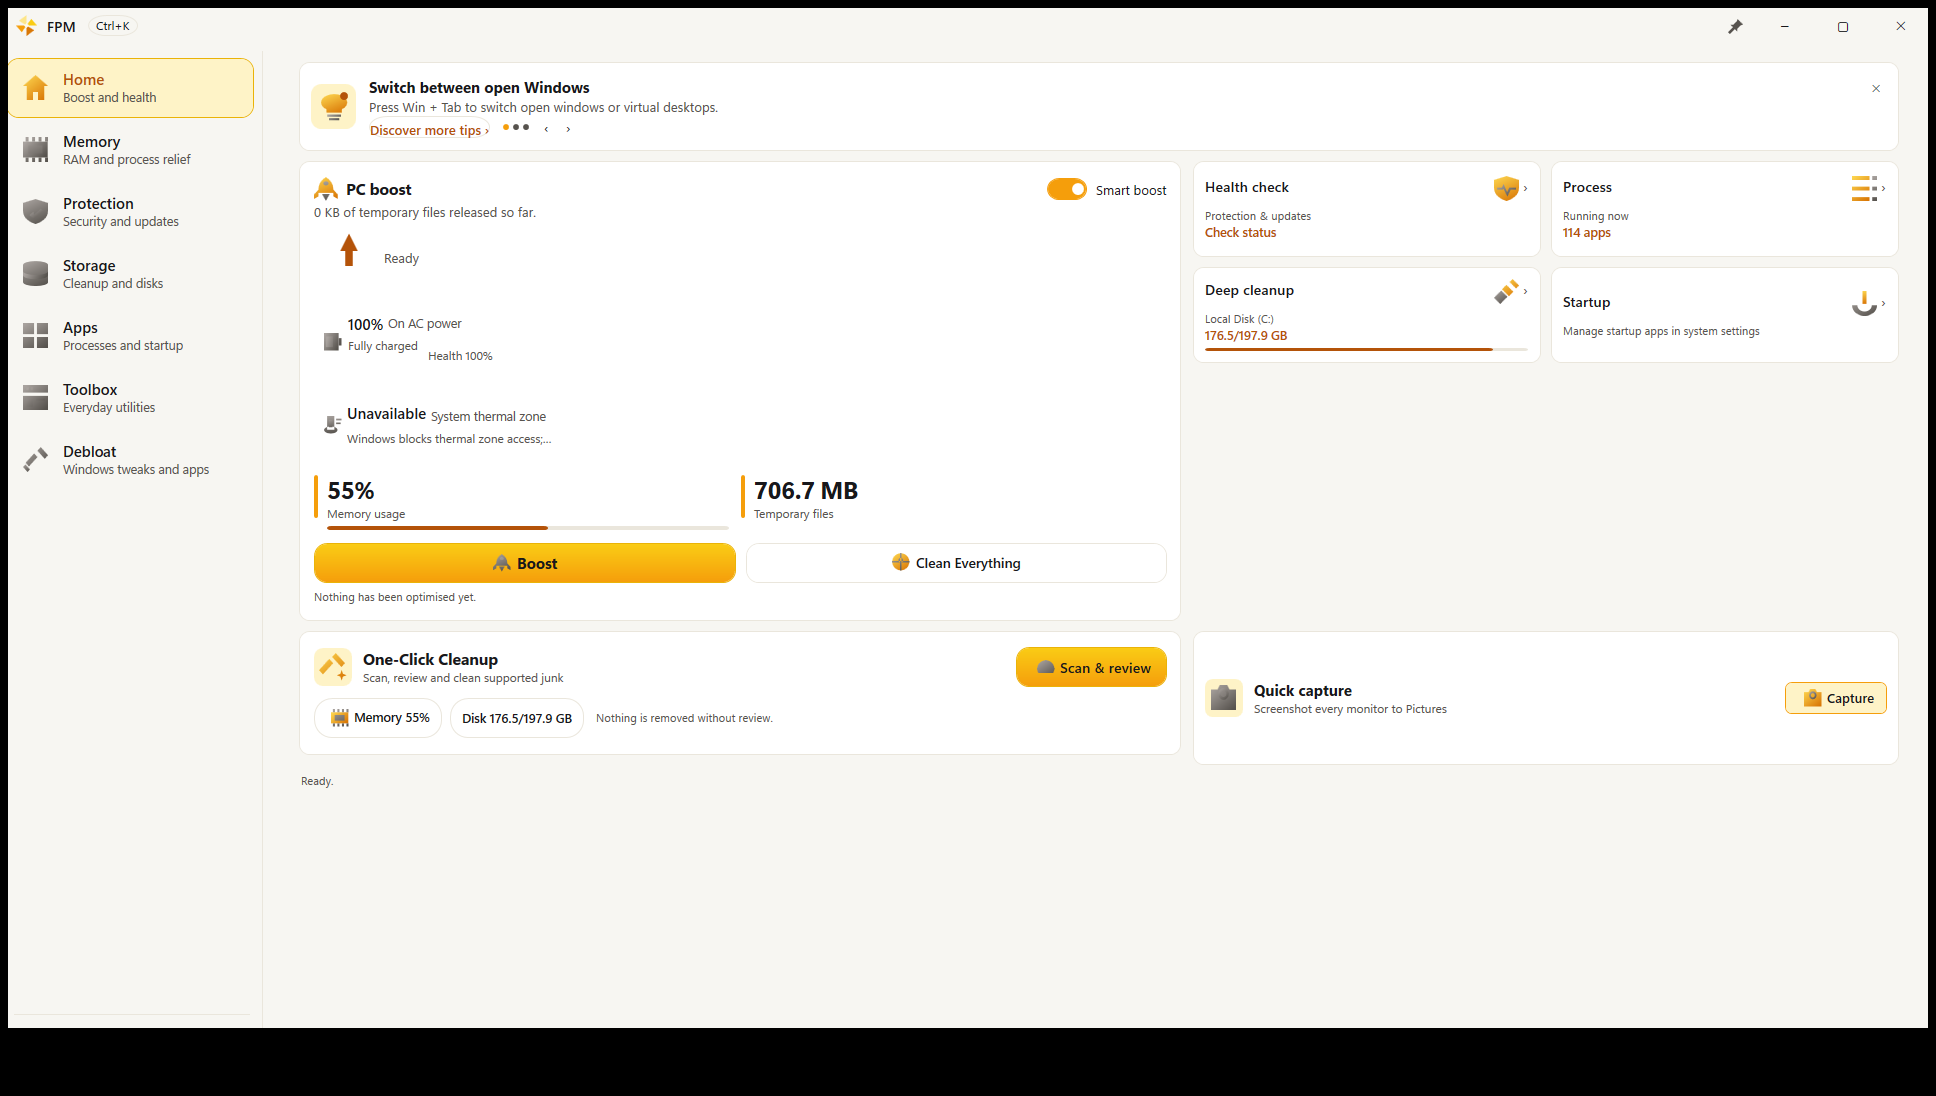 FPM Ctrl+K
Home
Boost and health
Memory
RAM and process relief
Protection
Security and updates
Storage
Cleanup and disks
Apps
Processes and startup
Toolbox
Everyday utilities
Debloat
Windows tweaks and apps
Switch between open Windows
Press Win + Tab to switch open windows or virtual desktops.
Discover more tips ›
PC boost
Smart boost
0 KB of temporary files released so far.
Ready
100% On AC power
Fully charged
Health 100%
Unavailable System thermal zone
Windows blocks thermal zone access;...
55%
Memory usage
706.7 MB
Temporary files
Boost
Clean Everything
Nothing has been optimised yet.
Health check
Protection & updates
Check status
Process
Running now
114 apps
Deep cleanup
Local Disk (C:)
176.5/197.9 GB
Startup
Manage startup apps in system settings
One-Click Cleanup
Scan, review and clean supported junk
Scan & review
Memory 55%
Disk 176.5/197.9 GB
Nothing is removed without review.
Quick capture
Screenshot every monitor to Pictures
Capture
Ready.